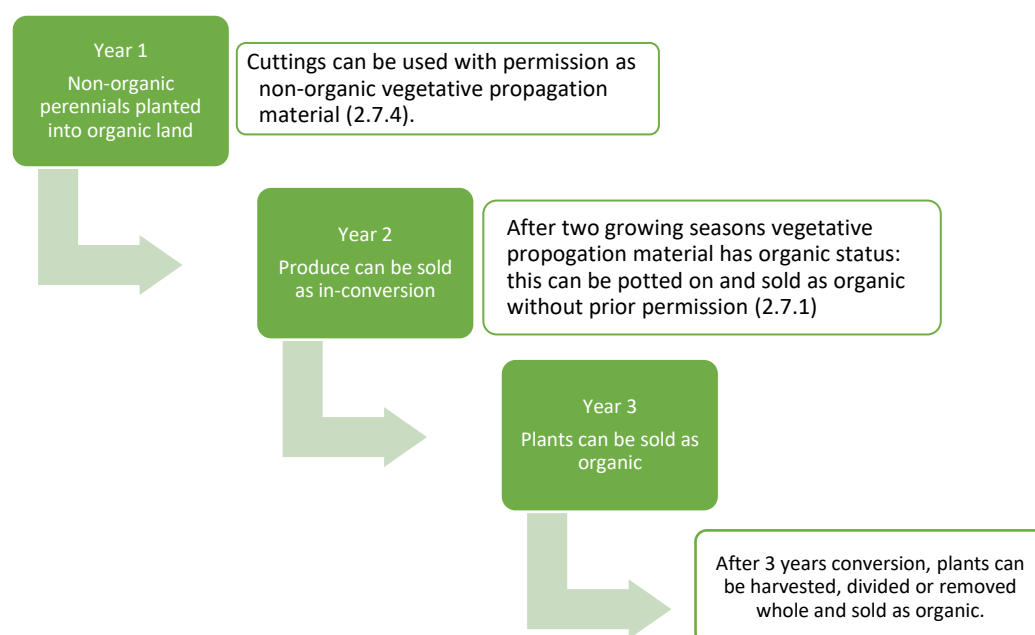 Year 1
Non-organic
perennials planted
into organic land
Cuttings can be used with permission as
non-organic vegetative propagation
material (2.7.4).
Year 2
Produce can be sold
as in-conversion
After two growing seasons vegetative
propogation material has organic status:
this can be potted on and sold as organic
without prior permission (2.7.1)
Year 3
Plants can be sold as
organic
After 3 years conversion, plants can
be harvested, divided or removed
whole and sold as organic.